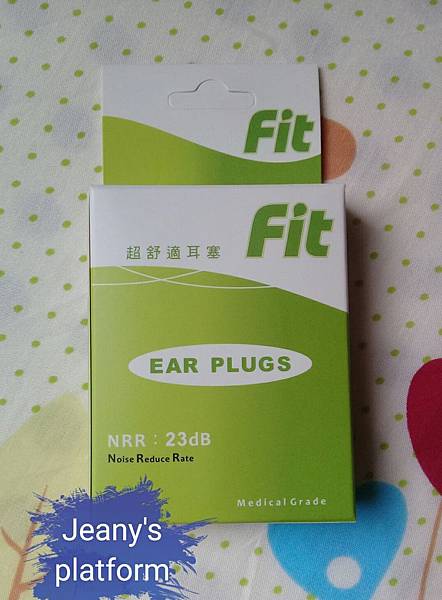 Fit
Fit
超舒適耳塞
EAR PLUGS
NRR : 23dB
Noise Reduce Rate
Medical Grade
Jeany's
platform